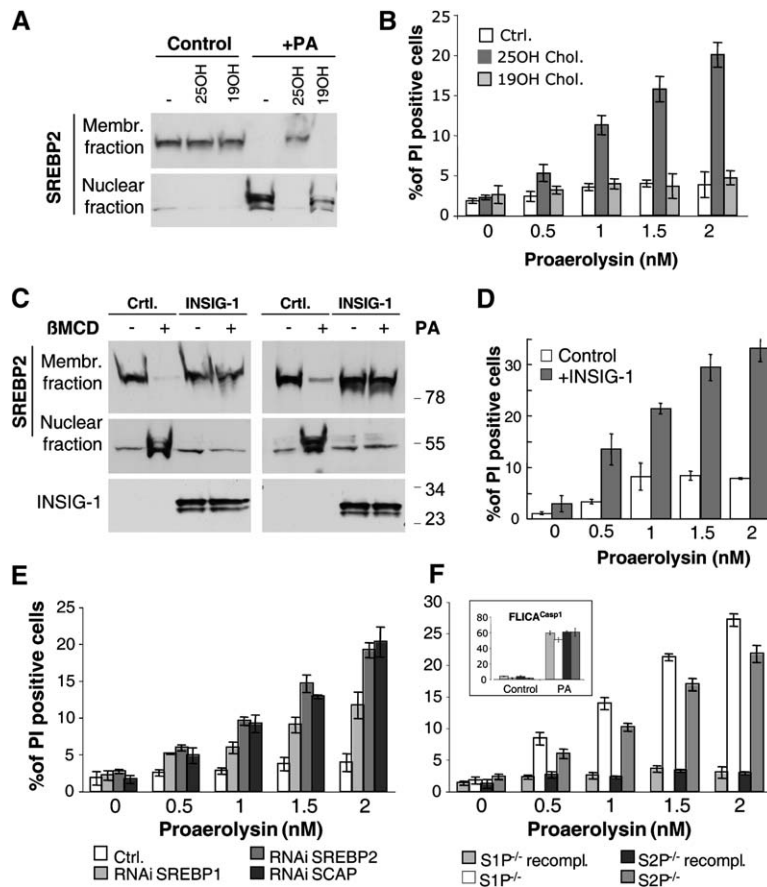 A
Control +PA
- 25OH 19OH - 25OH 19OH
SREBP2
Membr. fraction
Nuclear fraction
B
Ctrl.
25OH Chol.
19OH Chol.
%of PI positive cells
25
20
15
10
5
0
0 0.5 1 1.5 2
Proaerolysin (nM)
C
Crtl. INSIG-1 Crtl. INSIG-1
ßMCD - + - + - + - + PA
SREBP2
Membr. fraction
Nuclear fraction
INSIG-1
- 78
- 55
- 34
- 23
D
Control
+INSIG-1
%of PI positive cells
30
20
10
0
0 0.5 1 1.5 2
Proaerolysin (nM)
E
%of PI positive cells
25
20
15
10
5
0
0 0.5 1 1.5 2
Proaerolysin (nM)
Ctrl. RNAi SREBP2
RNAi SREBP1 RNAi SCAP
F
30
25
20
15
10
5
0
FLICA^Casp1
80
60
40
20
0
Control PA
0 0.5 1 1.5 2
Proaerolysin (nM)
S1P-/- recompl. S2P-/- recompl.
S1P-/- S2P-/-